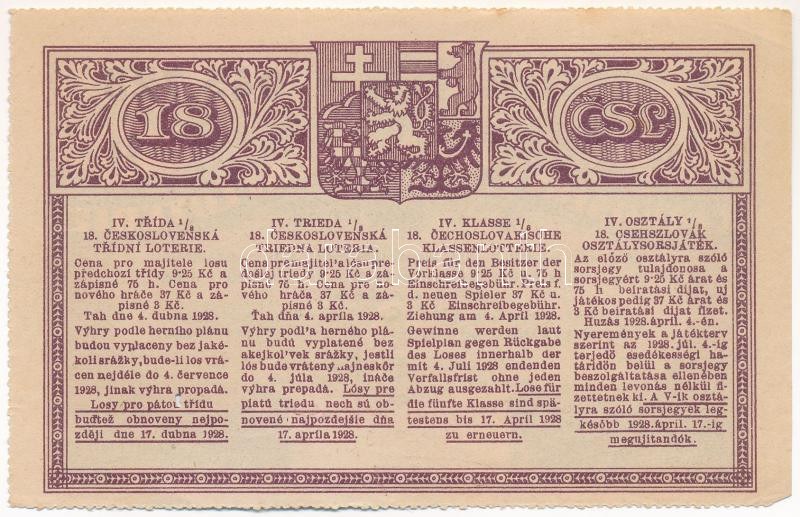 18
ČSL
IV. TŘÍDA 1/8
18. ČESKOSLOVENSKÁ
TŘÍDNÍ LOTERIE.
Cena pro majitele losu
předchozí třídy 9·25 Kč a
zápisné 75 h. Cena pro
nového hráče 37 Kč a zá-
pisné 3 Kč.
Tah dne 4. dubna 1928.
Výhry podle herního plánu
budou vyplaceny bez jaké-
koli srážky, bude-li los vrá-
cen nejdéle do 4. července
1928, jinak výhra propadá.
Losy pro pátou třídu
buďtež obnoveny nejpo-
zději dne 17. dubna 1928.
IV. TRIEDA 1/8
18. ČESKOSLOVENSKÁ
TRIEDNA LOTERIA.
Cena pre majiteľa losu pre-
došlej triedy 9·25 Kč a zá-
pisné 75 h. Cena pro no-
vého hráča 37 Kč a zá-
pisné 3 Kč.
Ťah dňa 4. apríla 1928.
Výhry podľa herného plá-
nu budú vyplatené bez
akejkoľvek srážky, jestli
lós bude vrátený najneskôr
do 4. júla 1928, ináče
výhra prepadá. Lósy pre
piatú triedu nech sú ob-
novené najpozdejšie dňa
17. apríla 1928.
IV. KLASSE 1/8
18. ČECHOSLOVAKISCHE
KLASSENLOTTERIE.
Preis für den Besitzer der
Vorklasse 9·25 Kč u. 75 h
Einschreibegebühr. Preis f.
d. neuen Spieler 37 Kč u.
3 Kč Einschreibegebühr.
Ziehung am 4. April 1928.
Gewinne werden laut
Spielplan gegen Rückgabe
des Loses innerhalb der
mit 4. Juli 1928 endenden
Verfallsfrist ohne jeden
Abzug ausgezahlt. Lose für
die fünfte Klasse sind spä-
testens bis 17. April 1928
zu erneuern.
IV. OSZTÁLY 1/8
18. CSEHSZLOVÁK
OSZTÁLYSORSJÁTÉK.
Az előző osztályra szóló
sorsjegy tulajdonosa a
sorsjegyért 9·25 Kč árat és
75 h beiratási díjat, uj
játékos pedig 37 Kč árat és
3 Kč beiratási díjat fizet.
Huzás 1928. ápril. 4.-én.
Nyeremények a játékterv
szerint az 1928. júl. 4.-ig
terjedő esedékességi ha-
táridőn belül a sorsjegy
beszolgáltatása ellenében
minden levonás nélkül fi-
zettetnek ki. A V-ik osztá-
lyra szóló sorsjegyek leg-
később 1928. ápril. 17.-ig
megujitandók.